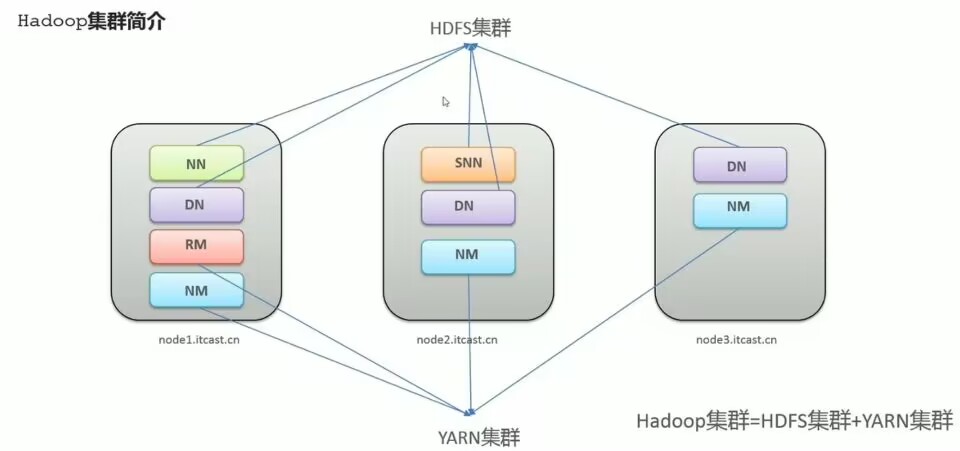 Hadoop集群简介
HDFS集群
NN
DN
RM
NM
SNN
DN
NM
DN
NM
node1.itcast.cn
node2.itcast.cn
node3.itcast.cn
YARN集群
Hadoop集群=HDFS集群+YARN集群